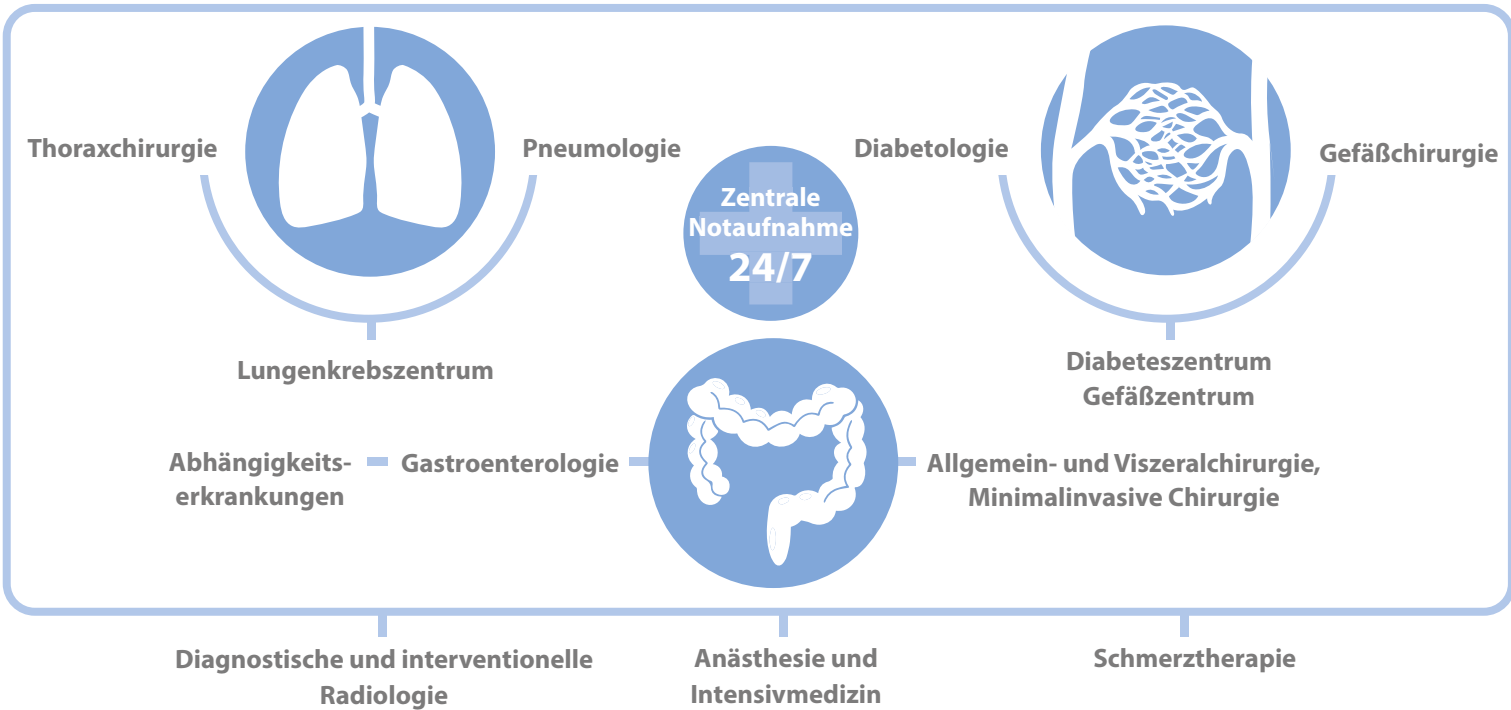 Thoraxchirurgie
Pneumologie
Lungenkrebszentrum
Zentrale
Notaufnahme
24/7
Diabetologie
Gefäßchirurgie
Diabeteszentrum
Gefäßzentrum
Abhängigkeits-
erkrankungen
Gastroenterologie
Allgemein- und Viszeralchirurgie,
Minimalinvasive Chirurgie
Diagnostische und interventionelle
Radiologie
Anästhesie und
Intensivmedizin
Schmerztherapie